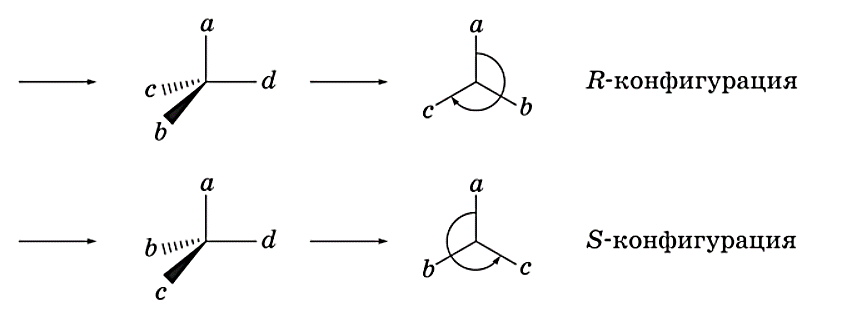 a a
c d b c R-конфигурация
b
a a
b d b c S-конфигурация
c